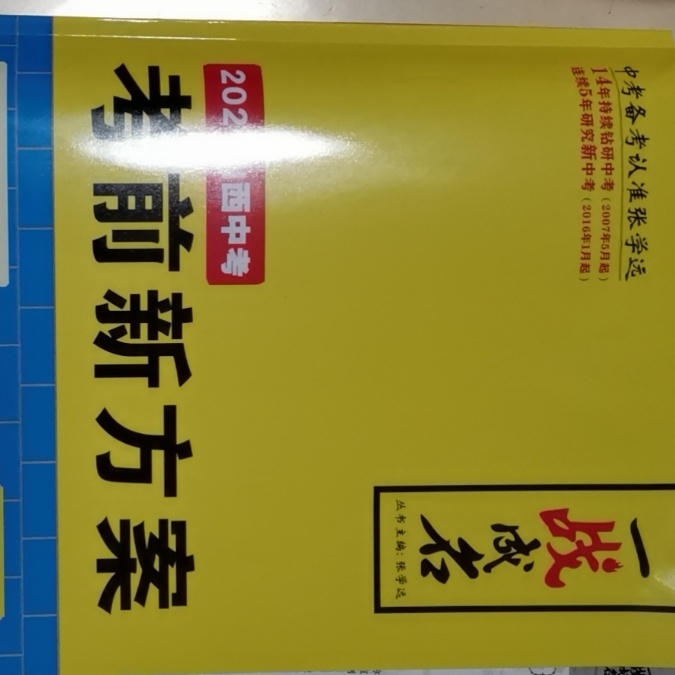 中考备考认准张学远
14年持续钻研中考（2007年5月起）
连续5年研究新中考（2016年1月起）
一战成名
丛书主编：张学远
202 西中考
考前新方案